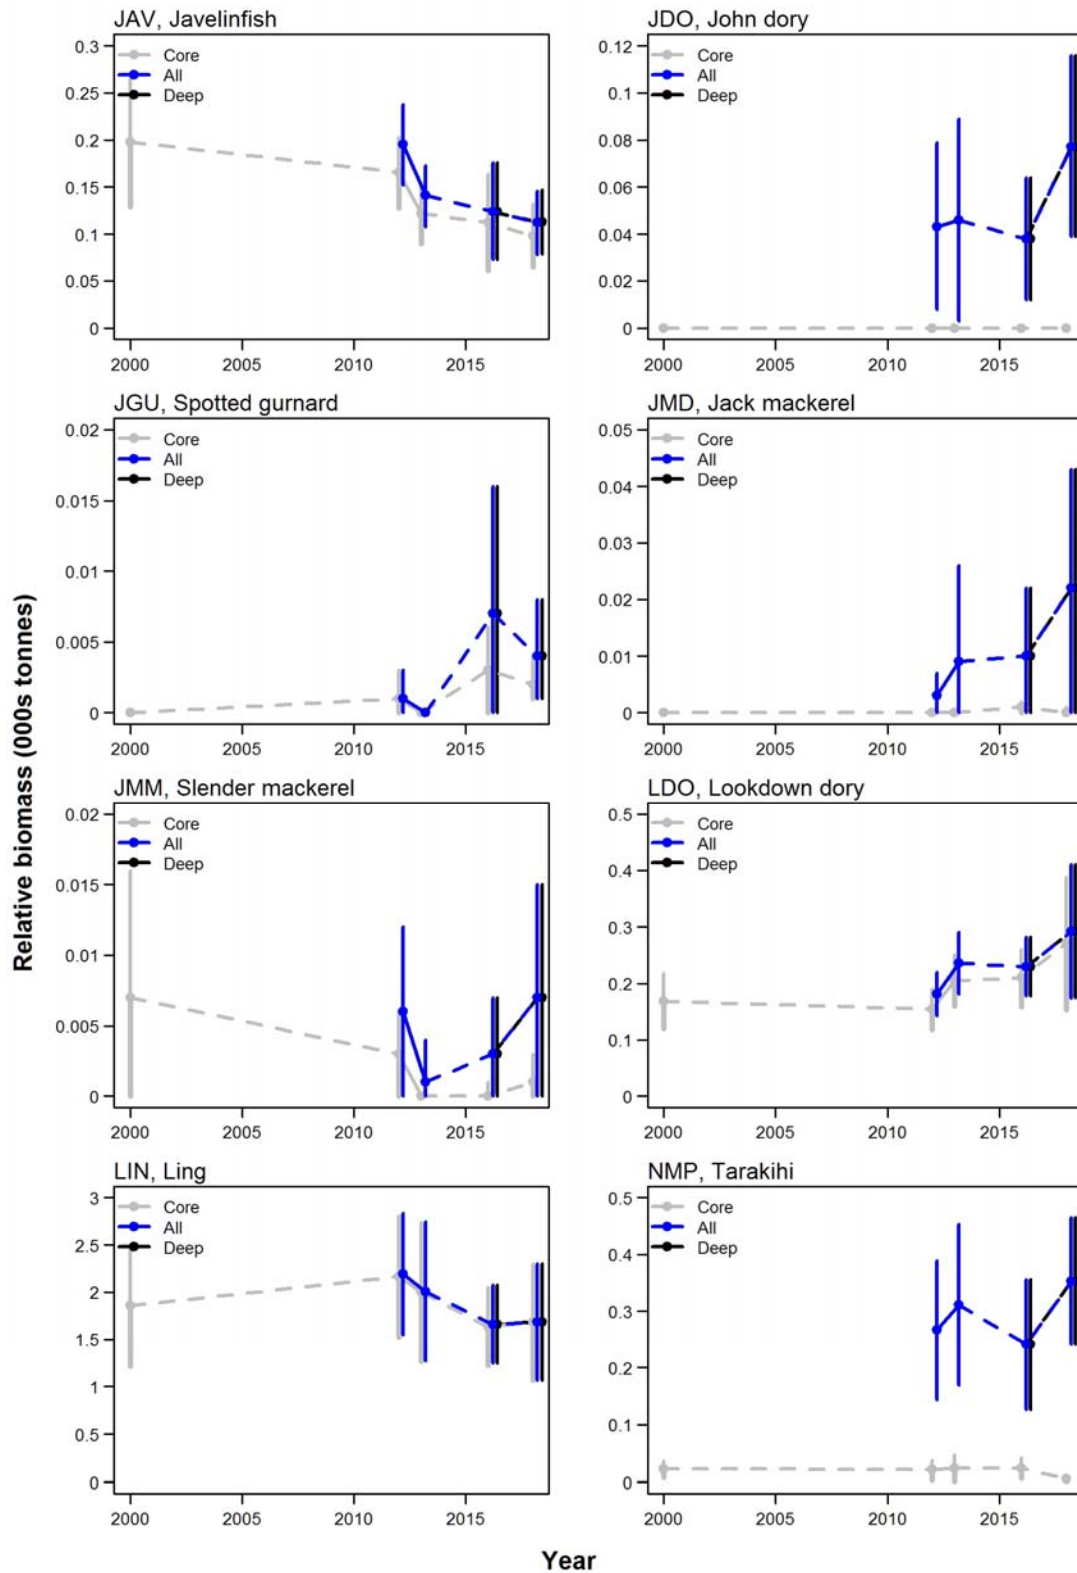 JAV, Javelinfish
0.3
0.25
0.2
0.15
0.1
0.05
0
Core
All
Deep
2000 2005 2010 2015
JDO, John dory
0.12
0.1
0.08
0.06
0.04
0.02
0
Core
All
Deep
2000 2005 2010 2015
JGU, Spotted gurnard
0.02
0.015
0.01
0.005
0
Core
All
Deep
2000 2005 2010 2015
JMD, Jack mackerel
0.05
0.04
0.03
0.02
0.01
0
Core
All
Deep
2000 2005 2010 2015
JMM, Slender mackerel
0.02
0.015
0.01
0.005
0
Core
All
Deep
2000 2005 2010 2015
LDO, Lookdown dory
0.5
0.4
0.3
0.2
0.1
0
Core
All
Deep
2000 2005 2010 2015
LIN, Ling
3
2.5
2
1.5
1
0.5
0
Core
All
Deep
2000 2005 2010 2015
NMP, Tarakihi
0.5
0.4
0.3
0.2
0.1
0
Core
All
Deep
2000 2005 2010 2015
Relative biomass (000s tonnes)
Year